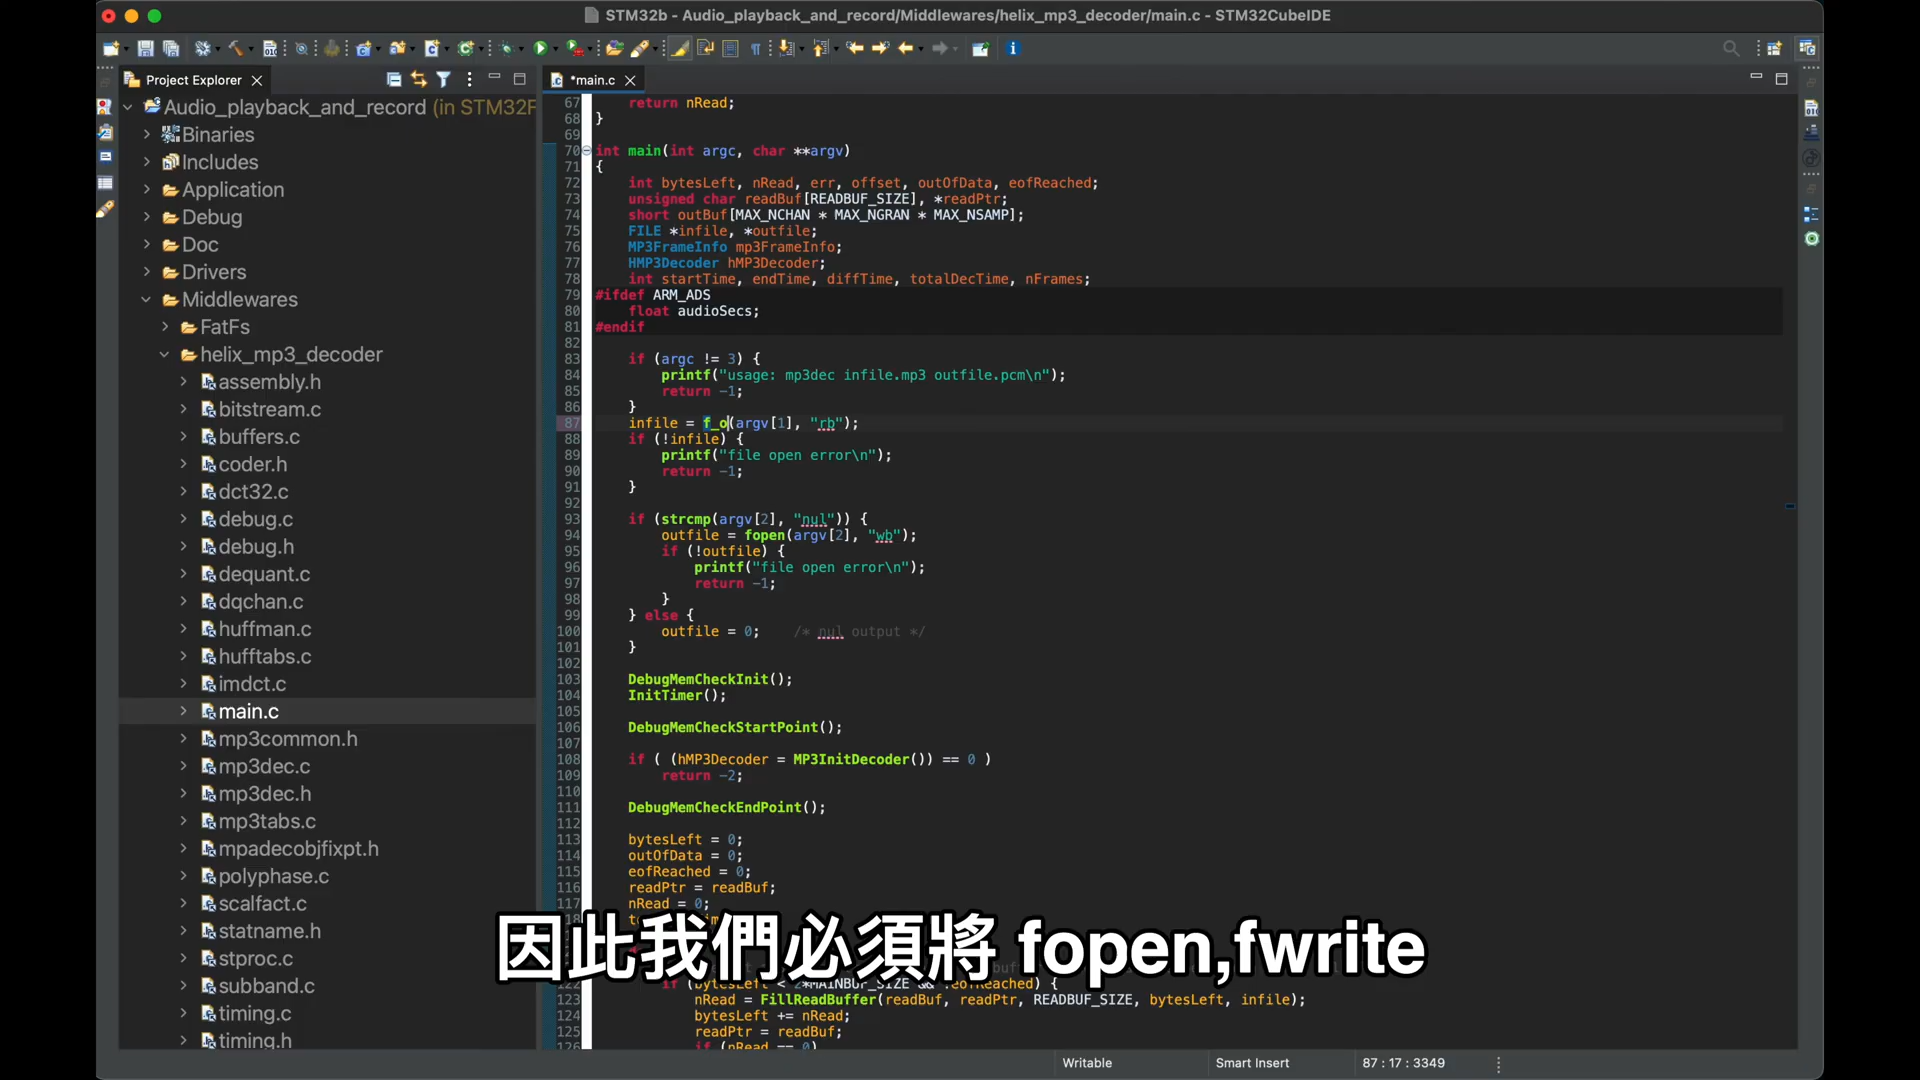 STM32b - Audio_playback_and_record/Middlewares/helix_mp3_decoder/main.c - STM32CubeIDE
Project Explorer
*main.c
Audio_playback_and_record (in STM32F
Binaries
Includes
Application
Debug
Doc
Drivers
Middlewares
FatFs
helix_mp3_decoder
assembly.h
bitstream.c
buffers.c
coder.h
dct32.c
debug.c
debug.h
dequant.c
dqchan.c
huffman.c
hufftabs.c
imdct.c
main.c
mp3common.h
mp3dec.c
mp3dec.h
mp3tabs.c
mpadecobjfixpt.h
polyphase.c
scalfact.c
statname.h
stproc.c
subband.c
timing.c
timing.h
67 return nRead;
68 }
69
70 int main(int argc, char **argv)
71 {
72 int bytesLeft, nRead, err, offset, outOfData, eofReached;
73 unsigned char readBuf[READBUF_SIZE], *readPtr;
74 short outBuf[MAX_NCHAN * MAX_NGRAN * MAX_NSAMP];
75 FILE *infile, *outfile;
76 MP3FrameInfo mp3FrameInfo;
77 HMP3Decoder hMP3Decoder;
78 int startTime, endTime, diffTime, totalDecTime, nFrames;
79 #ifdef ARM_ADS
80 float audioSecs;
81 #endif
82
83 if (argc != 3) {
84 printf("usage: mp3dec infile.mp3 outfile.pcm\n");
85 return -1;
86 }
87 infile = f_o(argv[1], "rb");
88 if (!infile) {
89 printf("file open error\n");
90 return -1;
91 }
92
93 if (strcmp(argv[2], "nul")) {
94 outfile = fopen(argv[2], "wb");
95 if (!outfile) {
96 printf("file open error\n");
97 return -1;
98 }
99 } else {
100 outfile = 0; /* nul output */
101 }
102
103 DebugMemCheckInit();
104 InitTimer();
105
106 DebugMemCheckStartPoint();
107
108 if ( (hMP3Decoder = MP3InitDecoder()) == 0 )
109 return -2;
110
111 DebugMemCheckEndPoint();
112
113 bytesLeft = 0;
114 outOfData = 0;
115 eofReached = 0;
116 readPtr = readBuf;
117 nRead = 0;
因此我們必須將 fopen,fwrite
if (bytesLeft < 2*MAINBUF_SIZE && !eofReached) {
123 nRead = FillReadBuffer(readBuf, readPtr, READBUF_SIZE, bytesLeft, infile);
124 bytesLeft += nRead;
125 readPtr = readBuf;
126 if (nRead == 0)
Writable
Smart Insert
87 : 17 : 3349